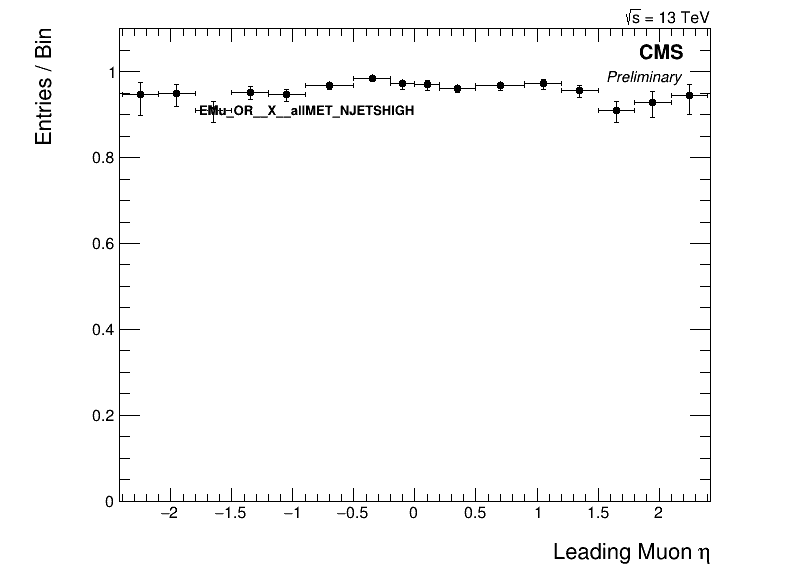 √s = 13 TeV
CMS
Preliminary
EMu_OR__X__allMET_NJETSHIGH
Entries / Bin
1
0.8
0.6
0.4
0.2
0
−2 −1.5 −1 −0.5 0 0.5 1 1.5 2
Leading Muon η